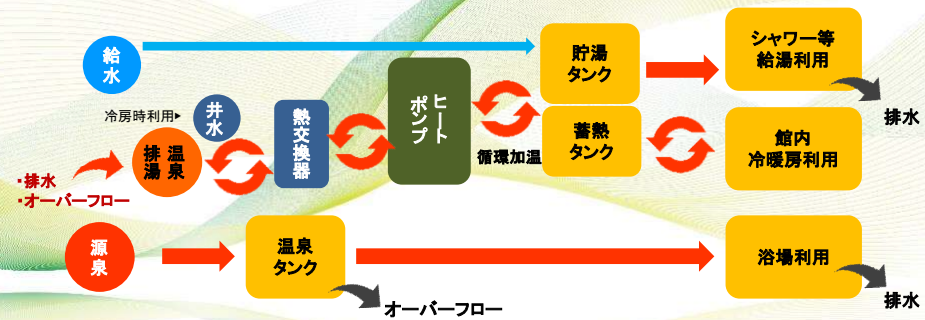 給水
貯湯
タンク
シャワー等
給湯利用
排水
冷房時利用▶
井水
熱交換器
ヒート
ポンプ
循環加温
蓄熱
タンク
館内
冷暖房利用
温泉
排湯
・排水
・オーバーフロー
源泉
温泉
タンク
オーバーフロー
浴場利用
排水